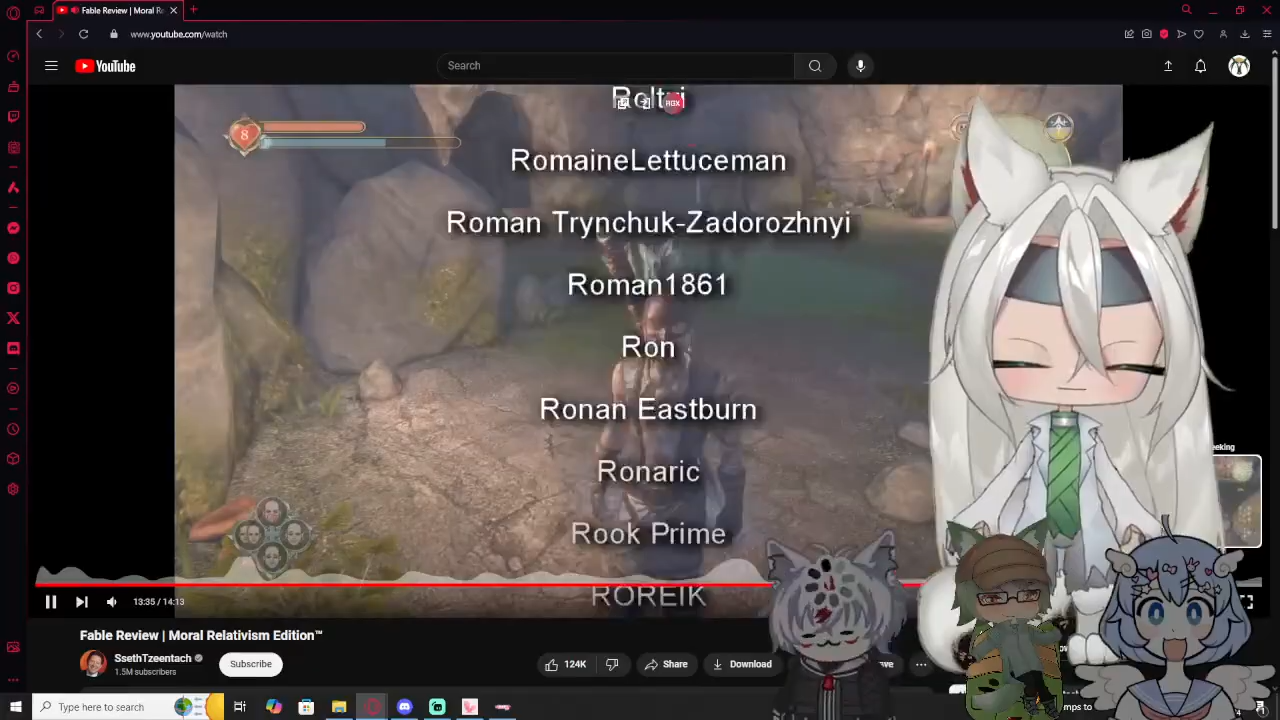 Fable Review | Moral Re
www.youtube.com/watch
YouTube
Search
8
RGX
RomaineLettuceman
Roman Trynchuk-Zadorozhnyi
Roman1861
Ron
Ronan Eastburn
Ronaric
Rook Prime
ROREIK
eeking
13:35 / 14:13
Fable Review | Moral Relativism Edition™
SsethTzeentach
1.5M subscribers
Subscribe
124K
Share
Download
Type here to search